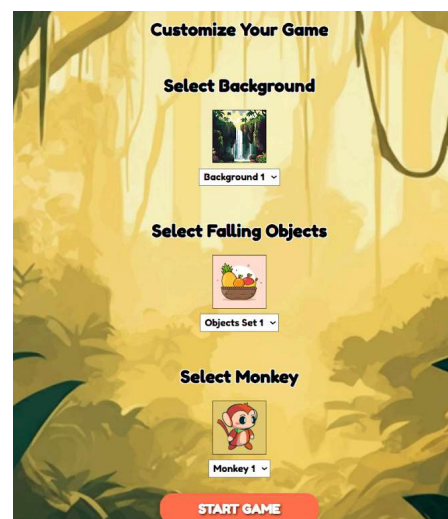 Customize Your Game
Select Background
Background 1
Select Falling Objects
Objects Set 1
Select Monkey
Monkey 1
START GAME